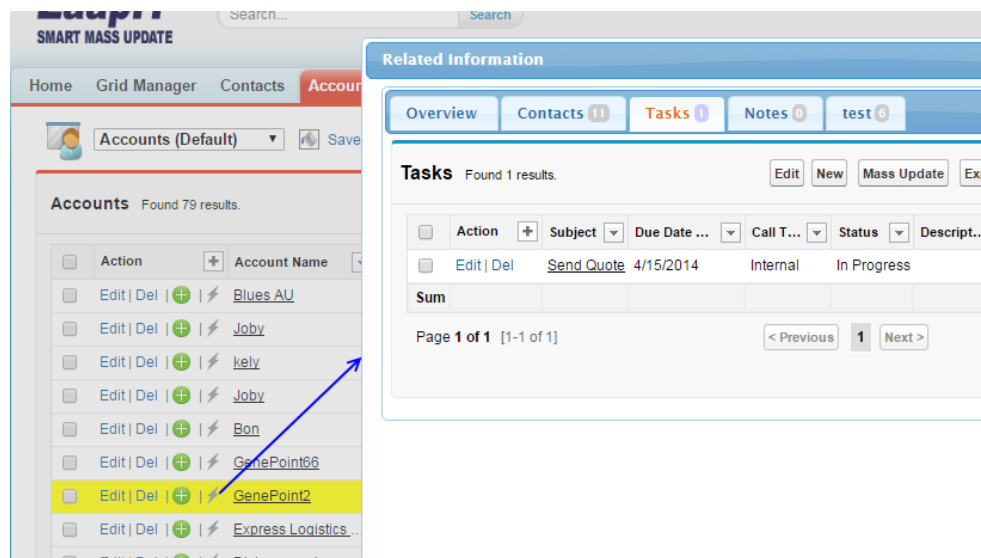 Search...
Search
SMART MASS UPDATE
Home Grid Manager Contacts Accoun
Accounts (Default) Save
Accounts Found 79 results.
Action Account Name
Edit | Del | Blues AU
Edit | Del | Joby
Edit | Del | kely
Edit | Del | Joby
Edit | Del | Bon
Edit | Del | GenePoint66
Edit | Del | GenePoint2
Edit | Del | Express Logistics ...
Related Information
Overview Contacts 11 Tasks 1 Notes 0 test 6
Tasks Found 1 results.
Edit New Mass Update Exp
Action Subject Due Date ... Call T... Status Descript...
Edit | Del Send Quote 4/15/2014 Internal In Progress
Sum
Page 1 of 1 [1-1 of 1] < Previous 1 Next >